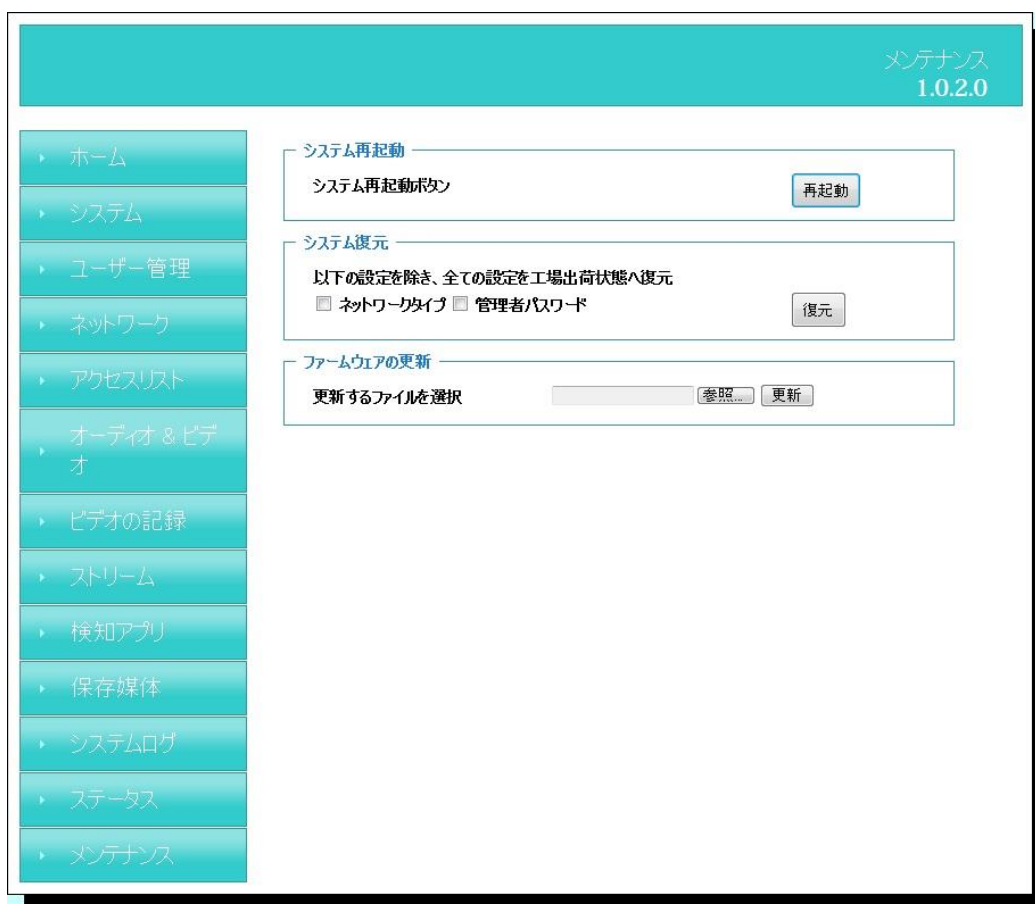 メンテナンス
1.0.2.0
ホーム
システム
ユーザー管理
ネットワーク
アクセスリスト
オーディオ & ビデ
オ
ビデオの記録
ストリーム
検知アプリ
保存媒体
システムログ
ステータス
メンテナンス
システム再起動
システム再起動ボタン
再起動
システム復元
以下の設定を除き、全ての設定を工場出荷状態へ復元
ネットワークタイプ 管理者パスワード
復元
ファームウェアの更新
更新するファイルを選択 参照... 更新